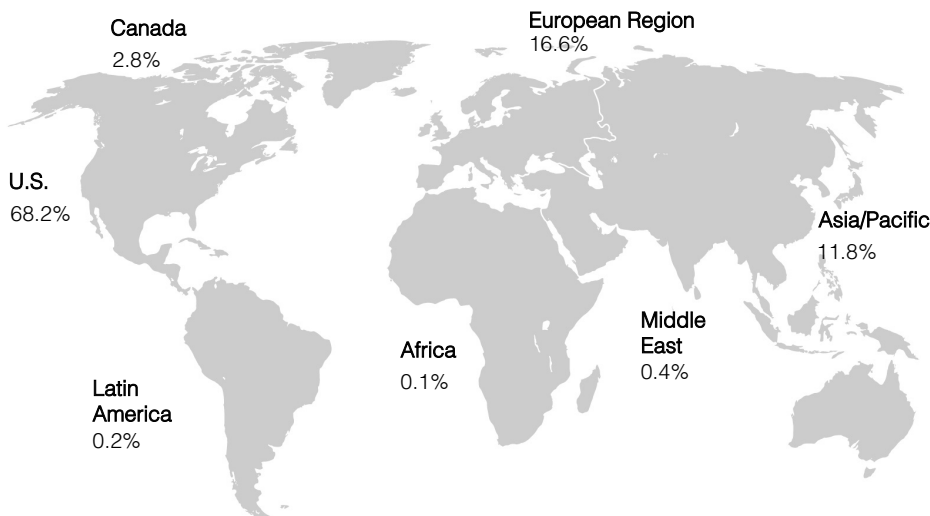 European Region
16.6%
Canada
2.8%
U.S.
68.2%
Asia/Pacific
11.8%
Middle
East
0.4%
Africa
0.1%
Latin
America
0.2%